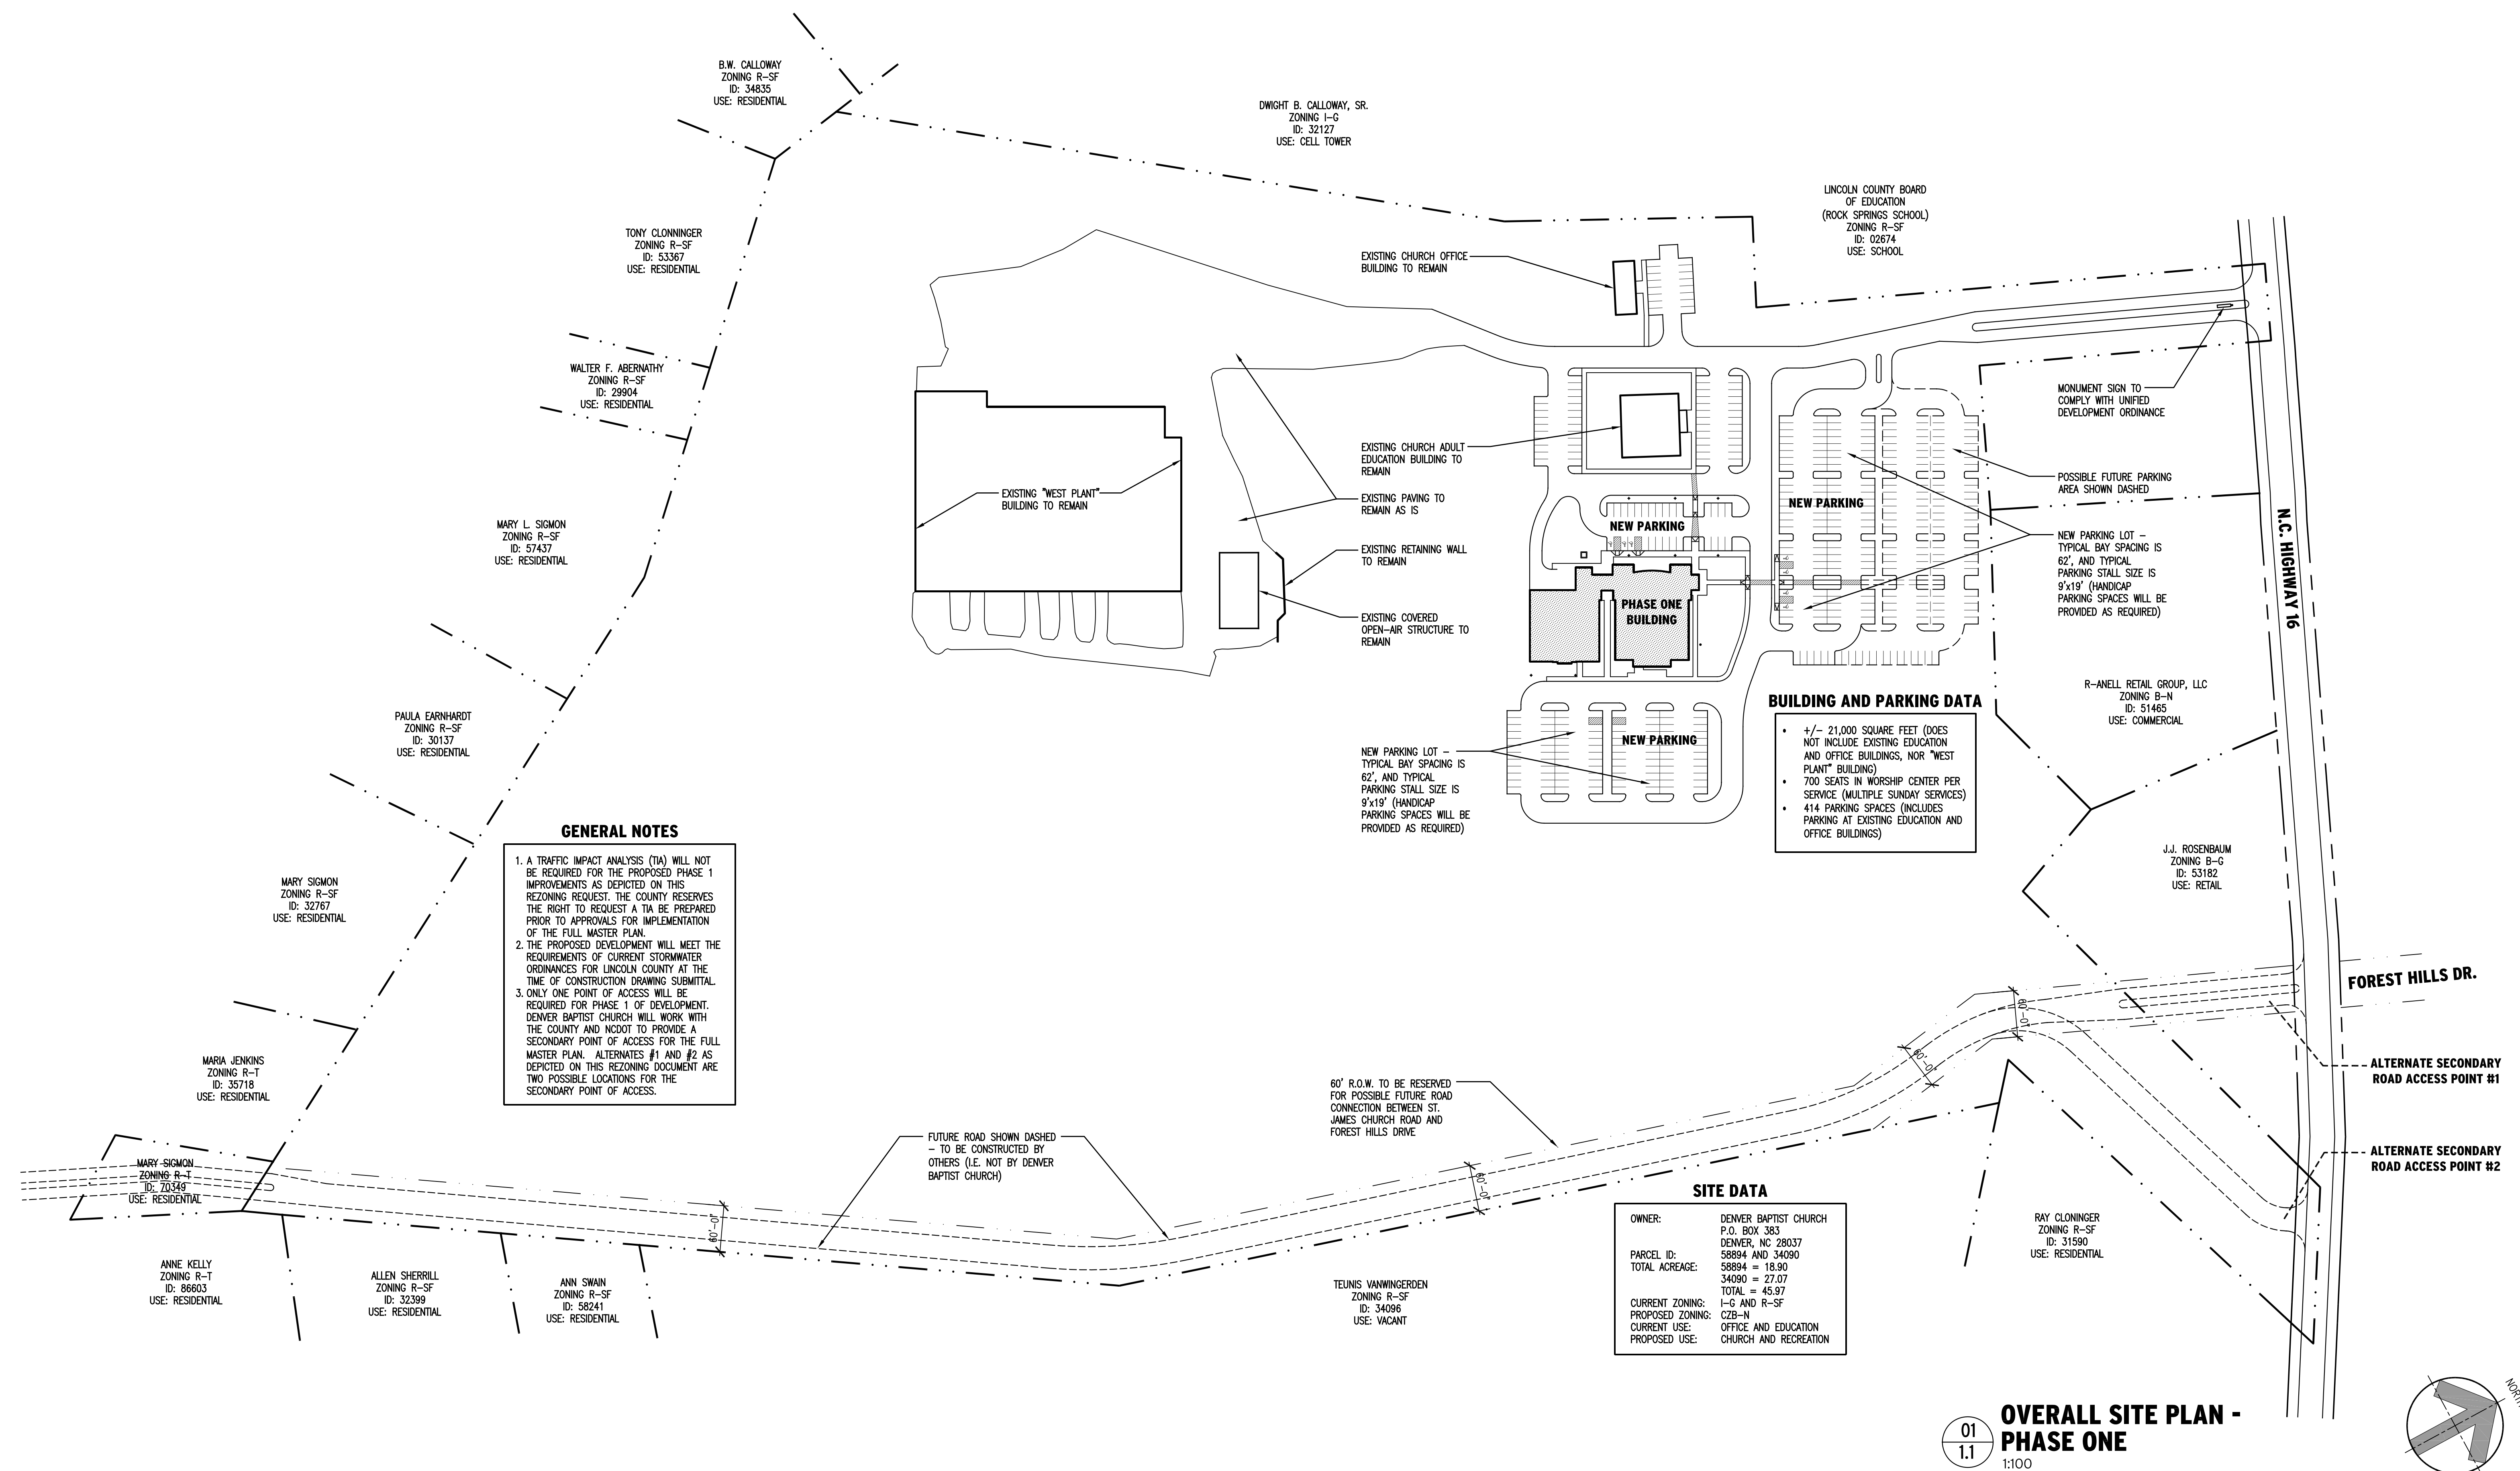 B.W. CALLOWAY
ZONING R-SF
ID: 34835
USE: RESIDENTIAL
DWIGHT B. CALLOWAY, SR.
ZONING I-G
ID: 32127
USE: CELL TOWER
LINCOLN COUNTY BOARD
OF EDUCATION
(ROCK SPRINGS SCHOOL)
ZONING R-SF
ID: 02674
USE: SCHOOL
TONY CLONNINGER
ZONING R-SF
ID: 53367
USE: RESIDENTIAL
EXISTING CHURCH OFFICE
BUILDING TO REMAIN
WALTER F. ABERNATHY
ZONING R-SF
ID: 29904
USE: RESIDENTIAL
MONUMENT SIGN TO
COMPLY WITH UNIFIED
DEVELOPMENT ORDINANCE
EXISTING CHURCH ADULT
EDUCATION BUILDING TO
REMAIN
POSSIBLE FUTURE PARKING
AREA SHOWN DASHED
EXISTING "WEST PLANT"
BUILDING TO REMAIN
EXISTING PAVING TO
REMAIN AS IS
NEW PARKING
NEW PARKING
N.C. HIGHWAY 16
MARY L. SIGMON
ZONING R-SF
ID: 57437
USE: RESIDENTIAL
EXISTING RETAINING WALL
TO REMAIN
NEW PARKING LOT -
TYPICAL BAY SPACING IS
62', AND TYPICAL
PARKING STALL SIZE IS
9'x19' (HANDICAP
PARKING SPACES WILL BE
PROVIDED AS REQUIRED)
PHASE ONE
BUILDING
EXISTING COVERED
OPEN-AIR STRUCTURE TO
REMAIN
R-ANELL RETAIL GROUP, LLC
ZONING B-N
ID: 51465
USE: COMMERCIAL
PAULA EARNHARDT
ZONING R-SF
ID: 30137
USE: RESIDENTIAL
BUILDING AND PARKING DATA
• +/- 21,000 SQUARE FEET (DOES
NOT INCLUDE EXISTING EDUCATION
AND OFFICE BUILDINGS, NOR "WEST
PLANT" BUILDING)
• 700 SEATS IN WORSHIP CENTER PER
SERVICE (MULTIPLE SUNDAY SERVICES)
• 414 PARKING SPACES (INCLUDES
PARKING AT EXISTING EDUCATION AND
OFFICE BUILDINGS)
NEW PARKING
NEW PARKING LOT -
TYPICAL BAY SPACING IS
62', AND TYPICAL
PARKING STALL SIZE IS
9'x19' (HANDICAP
PARKING SPACES WILL BE
PROVIDED AS REQUIRED)
GENERAL NOTES
1. A TRAFFIC IMPACT ANALYSIS (TIA) WILL NOT
BE REQUIRED FOR THE PROPOSED PHASE 1
IMPROVEMENTS AS DEPICTED ON THIS
REZONING REQUEST. THE COUNTY RESERVES
THE RIGHT TO REQUEST A TIA BE PREPARED
PRIOR TO APPROVALS FOR IMPLEMENTATION
OF THE FULL MASTER PLAN.
2. THE PROPOSED DEVELOPMENT WILL MEET THE
REQUIREMENTS OF CURRENT STORMWATER
ORDINANCES FOR LINCOLN COUNTY AT THE
TIME OF CONSTRUCTION DRAWING SUBMITTAL.
3. ONLY ONE POINT OF ACCESS WILL BE
REQUIRED FOR PHASE 1 OF DEVELOPMENT.
DENVER BAPTIST CHURCH WILL WORK WITH
THE COUNTY AND NCDOT TO PROVIDE A
SECONDARY POINT OF ACCESS FOR THE FULL
MASTER PLAN. ALTERNATES #1 AND #2 AS
DEPICTED ON THIS REZONING DOCUMENT ARE
TWO POSSIBLE LOCATIONS FOR THE
SECONDARY POINT OF ACCESS.
J.J. ROSENBAUM
ZONING B-G
ID: 53182
USE: RETAIL
MARY SIGMON
ZONING R-SF
ID: 32767
USE: RESIDENTIAL
FOREST HILLS DR.
60'-0"
60'-0"
MARIA JENKINS
ZONING R-T
ID: 35718
USE: RESIDENTIAL
ALTERNATE SECONDARY
ROAD ACCESS POINT #1
60' R.O.W. TO BE RESERVED
FOR POSSIBLE FUTURE ROAD
CONNECTION BETWEEN ST.
JAMES CHURCH ROAD AND
FOREST HILLS DRIVE
FUTURE ROAD SHOWN DASHED
- TO BE CONSTRUCTED BY
OTHERS (I.E. NOT BY DENVER
BAPTIST CHURCH)
ALTERNATE SECONDARY
ROAD ACCESS POINT #2
MARY SIGMON
ZONING R-T
ID: 70349
USE: RESIDENTIAL
60'-0"
60'-0"
SITE DATA
OWNER: DENVER BAPTIST CHURCH
P.O. BOX 383
DENVER, NC 28037
PARCEL ID: 58894 AND 34090
TOTAL ACREAGE: 58894 = 18.90
34090 = 27.07
TOTAL = 45.97
CURRENT ZONING: I-G AND R-SF
PROPOSED ZONING: CZB-N
CURRENT USE: OFFICE AND EDUCATION
PROPOSED USE: CHURCH AND RECREATION
RAY CLONINGER
ZONING R-SF
ID: 31590
USE: RESIDENTIAL
ANNE KELLY
ZONING R-T
ID: 86603
USE: RESIDENTIAL
ALLEN SHERRILL
ZONING R-SF
ID: 32399
USE: RESIDENTIAL
ANN SWAIN
ZONING R-SF
ID: 58241
USE: RESIDENTIAL
TEUNIS VANWINGERDEN
ZONING R-SF
ID: 34096
USE: VACANT
01
1.1
OVERALL SITE PLAN -
PHASE ONE
1:100